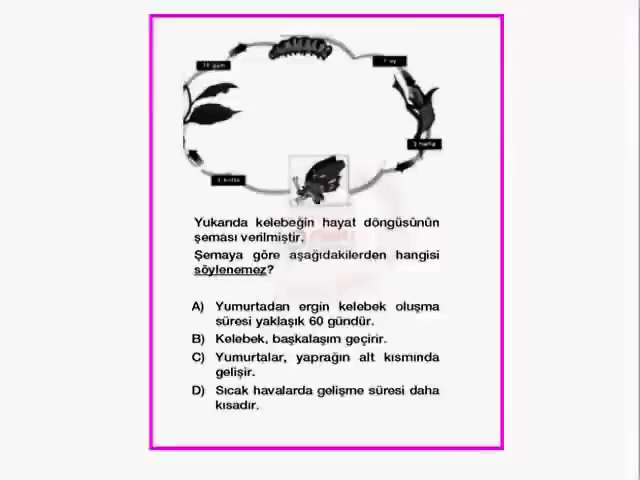 1 ay
Yukarıda kelebeğin hayat döngüsünün
şeması verilmiştir.
Şemaya göre aşağıdakilerden hangisi
söylenemez?
A) Yumurtadan ergin kelebek oluşma
süresi yaklaşık 60 gündür.
B) Kelebek, başkalaşım geçirir.
C) Yumurtalar, yaprağın alt kısmında
gelişir.
D) Sıcak havalarda gelişme süresi daha
kısadır.